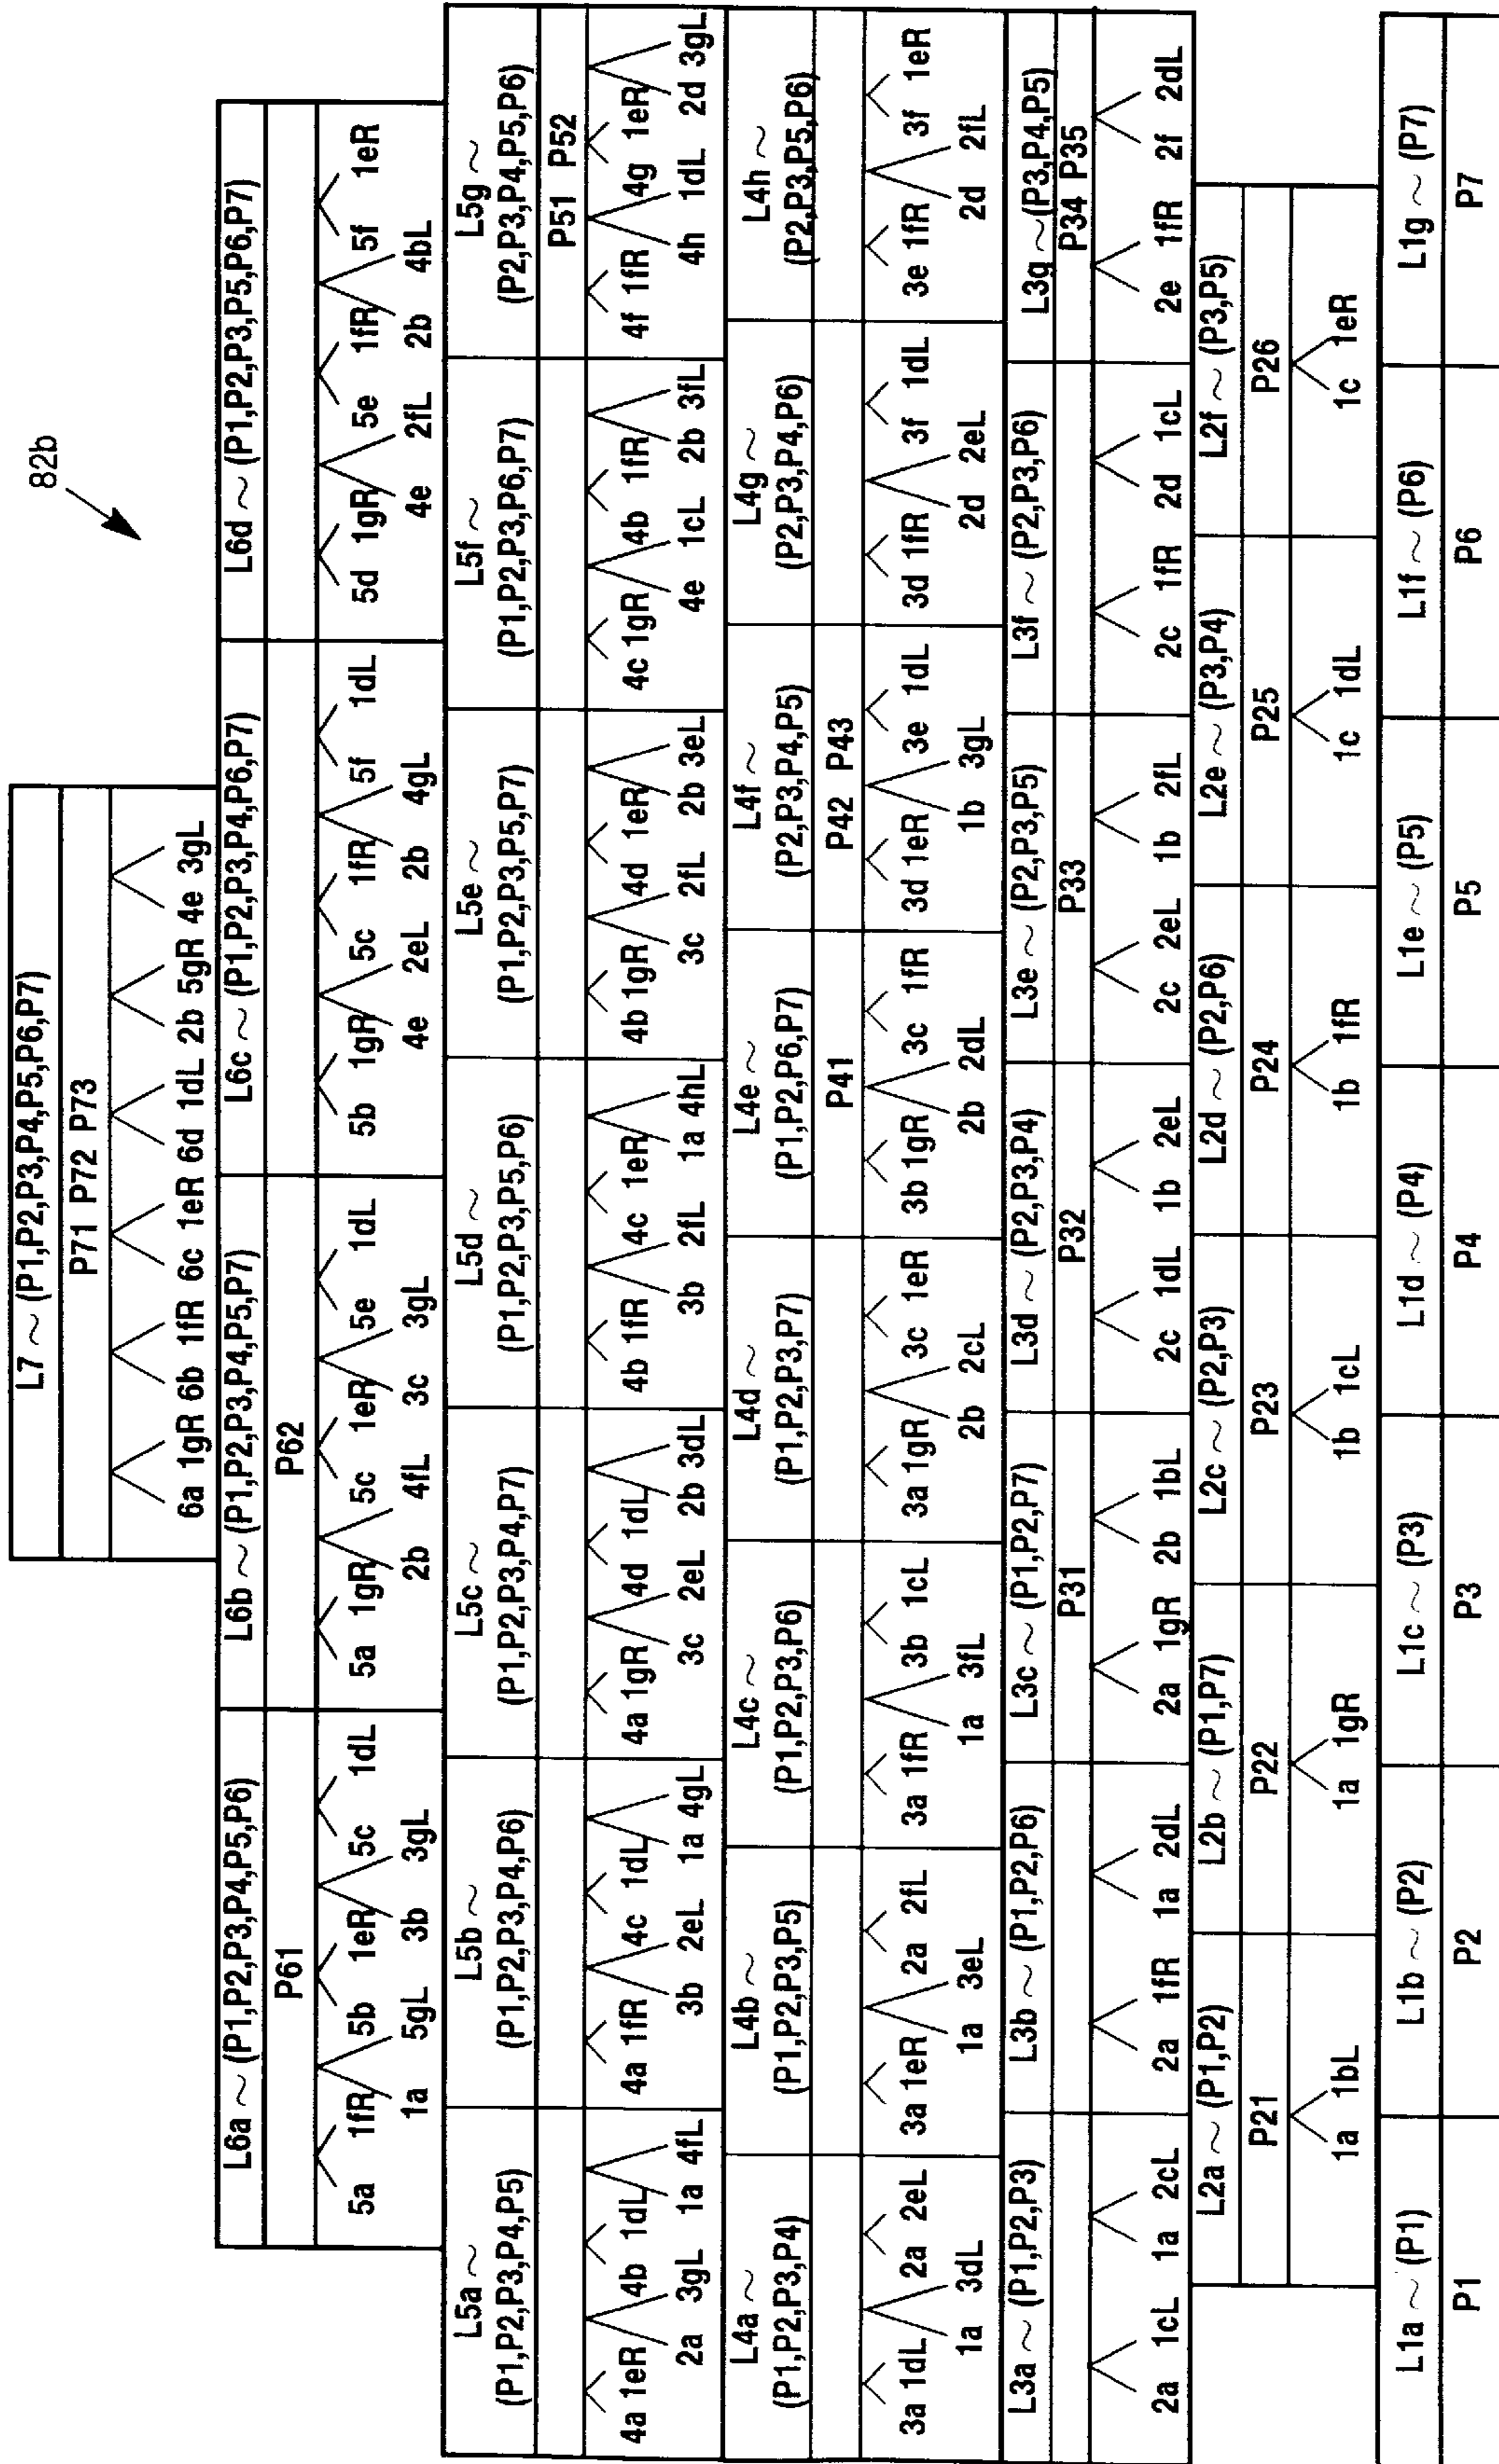 82b
L7 ~ (P1,P2,P3,P4,P5,P6,P7)
P71 P72 P73
6a 1gR 6b 1fR 6c 1eR 6d 1dL 2b 5gR 4e 3gL
L6a ~ (P1,P2,P3,P4,P5,P6)
P61
5a 1fR 5b 1eR 5c 1dL
1a 5gL 3b 3gL
L6b ~ (P1,P2,P3,P4,P5,P7)
P62
5a 1gR 5c 1eR 5e 1dL
2b 4fL 3c 3gL
L6c ~ (P1,P2,P3,P4,P6,P7)
5b 1gR 5c 1fR 5f 1dL
4e 2eL 2b 4gL
L6d ~ (P1,P2,P3,P5,P6,P7)
5d 1gR 5e 1fR 5f 1eR
4e 2fL 2b 4bL
L5a ~
(P1,P2,P3,P4,P5)
4a 1eR 4b 1dL
2a 3gL 1a 4fL
L5b ~
(P1,P2,P3,P4,P6)
4a 1fR 4c 1dL
3b 2eL 1a 4gL
L5c ~
(P1,P2,P3,P4,P7)
4a 1gR 4d 1dL
3c 2eL 2b 3dL
L5d ~
(P1,P2,P3,P5,P6)
4b 1fR 4c 1eR
3b 2fL 1a 4hL
L5e ~
(P1,P2,P3,P5,P7)
4b 1gR 4d 1eR
3c 2fL 2b 3eL
L5f ~
(P1,P2,P3,P6,P7)
4c 1gR 4b 1fR
4e 1cL 2b 3fL
L5g ~
(P2,P3,P4,P5,P6)
P51 P52
4f 1fR 4g 1eR
4h 1dL 2d 3gL
L4a ~
(P1,P2,P3,P4)
3a 1dL 2a 2eL
1a 3dL
L4b ~
(P1,P2,P3,P5)
3a 1eR 2a 2fL
1a 3eL
L4c ~
(P1,P2,P3,P6)
3a 1fR 3b 1cL
1a 3fL
L4d ~
(P1,P2,P3,P7)
3a 1gR 3c 1eR
2b 2cL
L4e ~
(P1,P2,P6,P7)
P41
3b 1gR 3c 1fR
2b 2dL
L4f ~
(P2,P3,P4,P5)
P42 P43
3d 1eR 3e 1dL
1b 3gL
L4g ~
(P2,P3,P4,P6)
3d 1fR 3f 1dL
2d 2eL
L4h ~
(P2,P3,P5,P6)
3e 1fR 3f 1eR
2d 2fL
L3a ~ (P1,P2,P3)
2a 1cL 1a 2cL
L3b ~ (P1,P2,P6)
2a 1fR 1a 2dL
L3c ~ (P1,P2,P7)
P31
2a 1gR 2b 1bL
L3d ~ (P2,P3,P4)
P32
2c 1dL 1b 2eL
L3e ~ (P2,P3,P5)
P33
2c 2eL 1b 2fL
L3f ~ (P2,P3,P6)
2c 1fR 2d 1cL
L3g ~ (P3,P4,P5)
P34 P35
2e 1fR 2f 2dL
L2a ~ (P1,P2)
P21
1a 1bL
L2b ~ (P1,P7)
P22
1a 1gR
L2c ~ (P2,P3)
P23
1b 1cL
L2d ~ (P2,P6)
P24
1b 1fR
L2e ~ (P3,P4)
P25
1c 1dL
L2f ~ (P3,P5)
P26
1c 1eR
L1a ~ (P1)
P1
L1b ~ (P2)
P2
L1c ~ (P3)
P3
L1d ~ (P4)
P4
L1e ~ (P5)
P5
L1f ~ (P6)
P6
L1g ~ (P7)
P7